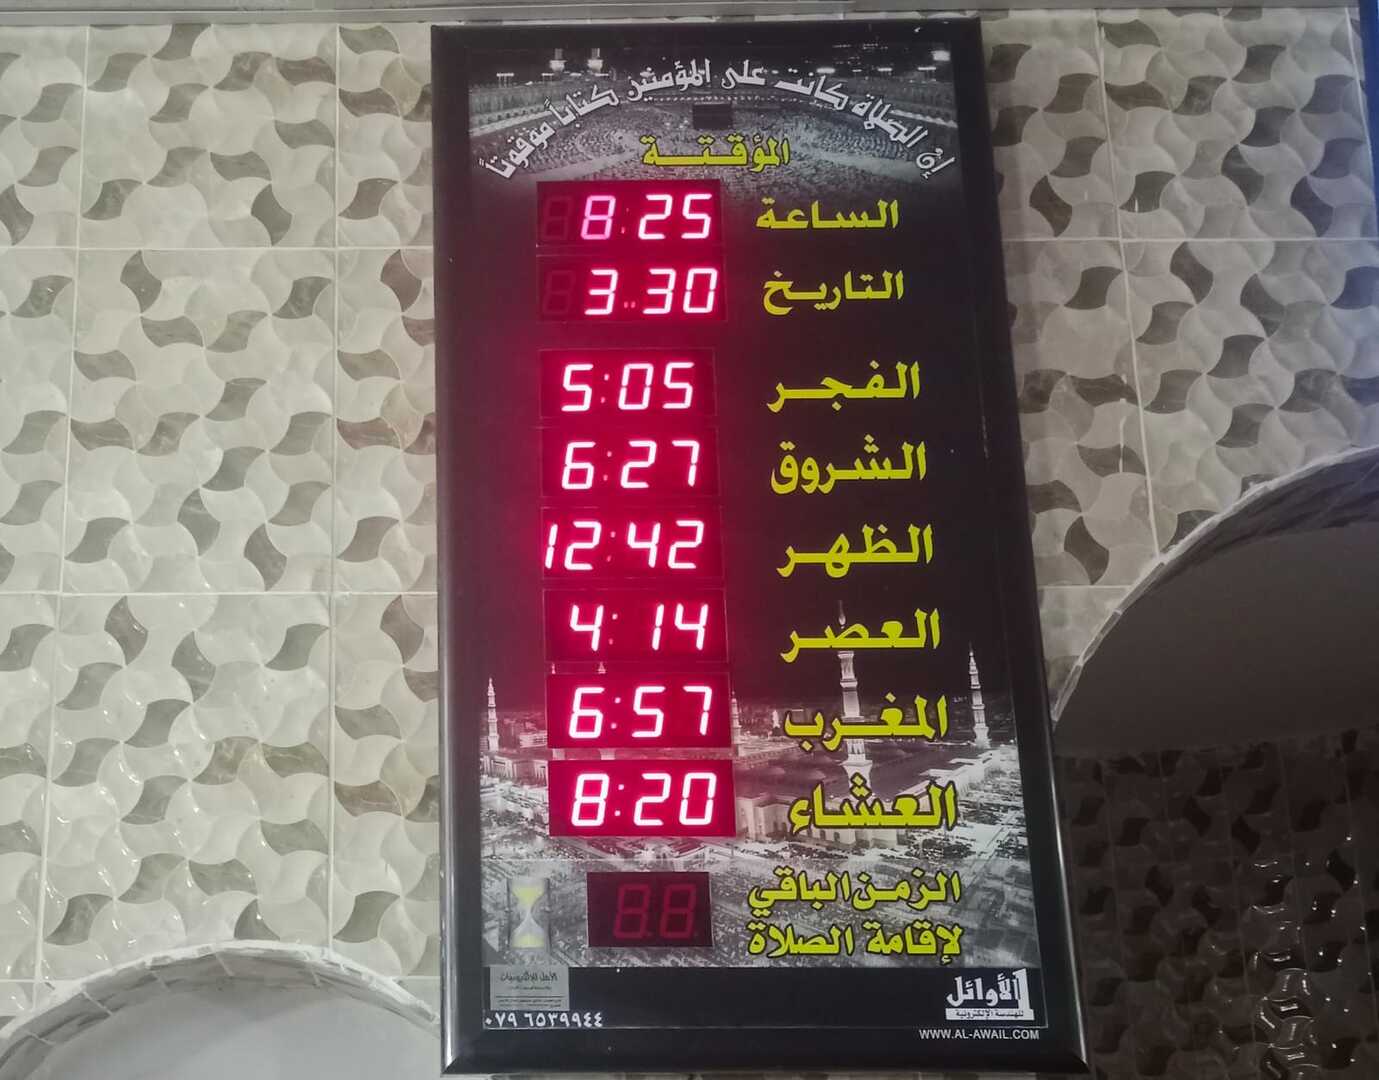 إن الصلاة كانت على المؤمنين كتاباً موقوتاً
المؤقتة
الساعة 8:25
التاريخ 3..30
الفجر 5:05
الشروق 6:27
الظهر 12:42
العصر 4:14
المغرب 6:57
العشاء 8:20
الزمن الباقي
لإقامة الصلاة
الأوائل
للهندسة الإلكترونية
٠٧٩ ٦٥٣٩٩٤٤
WWW.AL-AWAIL.COM